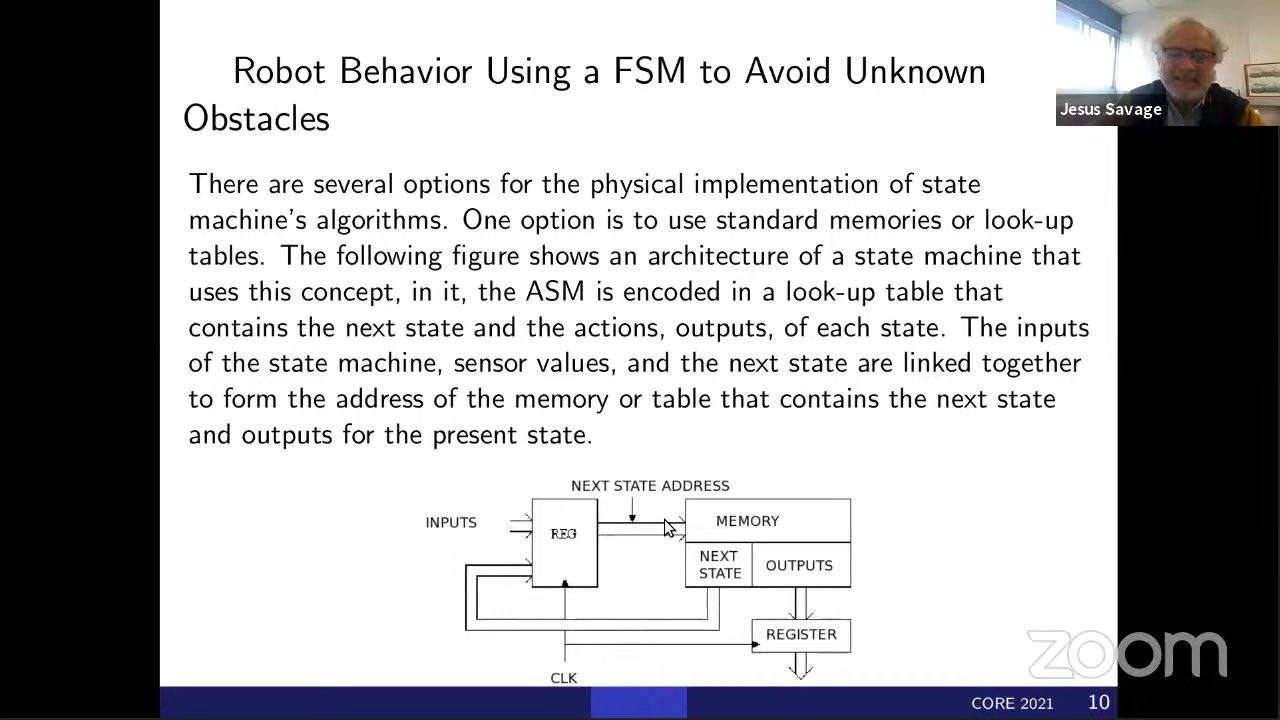 Robot Behavior Using a FSM to Avoid Unknown
Obstacles
Jesus Savage
There are several options for the physical implementation of state
machine's algorithms. One option is to use standard memories or look-up
tables. The following figure shows an architecture of a state machine that
uses this concept, in it, the ASM is encoded in a look-up table that
contains the next state and the actions, outputs, of each state. The inputs
of the state machine, sensor values, and the next state are linked together
to form the address of the memory or table that contains the next state
and outputs for the present state.
NEXT STATE ADDRESS
INPUTS
REG
MEMORY
NEXT
STATE
OUTPUTS
REGISTER
CLK
zoom
CORE 2021 10